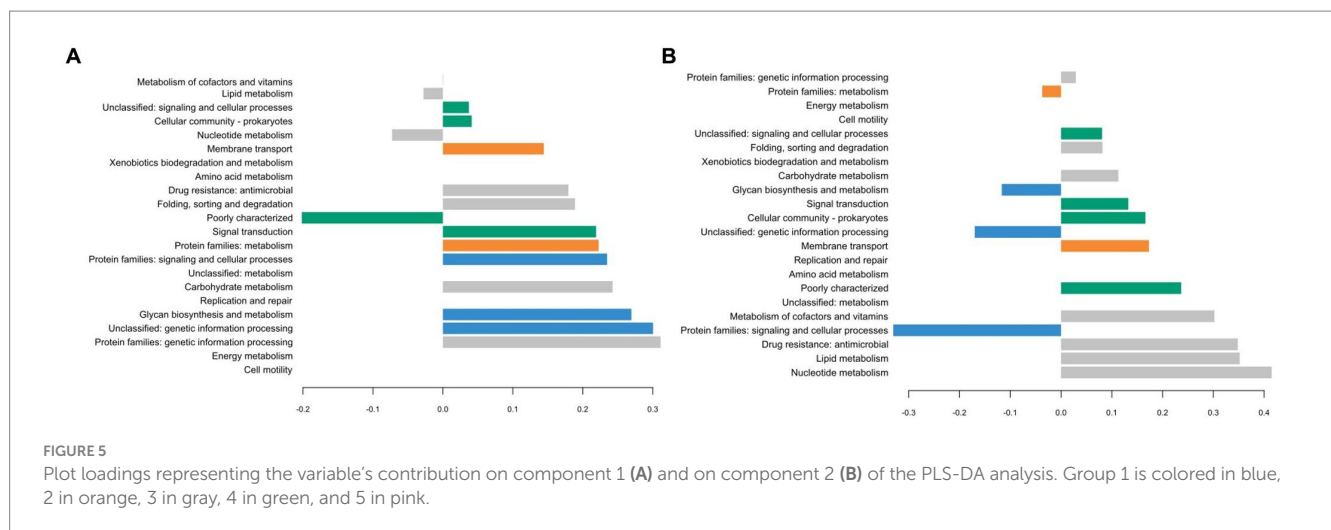 A
Metabolism of cofactors and vitamins
Lipid metabolism
Unclassified: signaling and cellular processes
Cellular community - prokaryotes
Nucleotide metabolism
Membrane transport
Xenobiotics biodegradation and metabolism
Amino acid metabolism
Drug resistance: antimicrobial
Folding, sorting and degradation
Poorly characterized
Signal transduction
Protein families: metabolism
Protein families: signaling and cellular processes
Unclassified: metabolism
Carbohydrate metabolism
Replication and repair
Glycan biosynthesis and metabolism
Unclassified: genetic information processing
Protein families: genetic information processing
Energy metabolism
Cell motility
-0.2 -0.1 0.0 0.1 0.2 0.3
B
Protein families: genetic information processing
Protein families: metabolism
Energy metabolism
Cell motility
Unclassified: signaling and cellular processes
Folding, sorting and degradation
Xenobiotics biodegradation and metabolism
Carbohydrate metabolism
Glycan biosynthesis and metabolism
Signal transduction
Cellular community - prokaryotes
Unclassified: genetic information processing
Membrane transport
Replication and repair
Amino acid metabolism
Poorly characterized
Unclassified: metabolism
Metabolism of cofactors and vitamins
Protein families: signaling and cellular processes
Drug resistance: antimicrobial
Lipid metabolism
Nucleotide metabolism
-0.3 -0.2 -0.1 0.0 0.1 0.2 0.3 0.4
FIGURE 5
Plot loadings representing the variable's contribution on component 1 (A) and on component 2 (B) of the PLS-DA analysis. Group 1 is colored in blue,
2 in orange, 3 in gray, 4 in green, and 5 in pink.